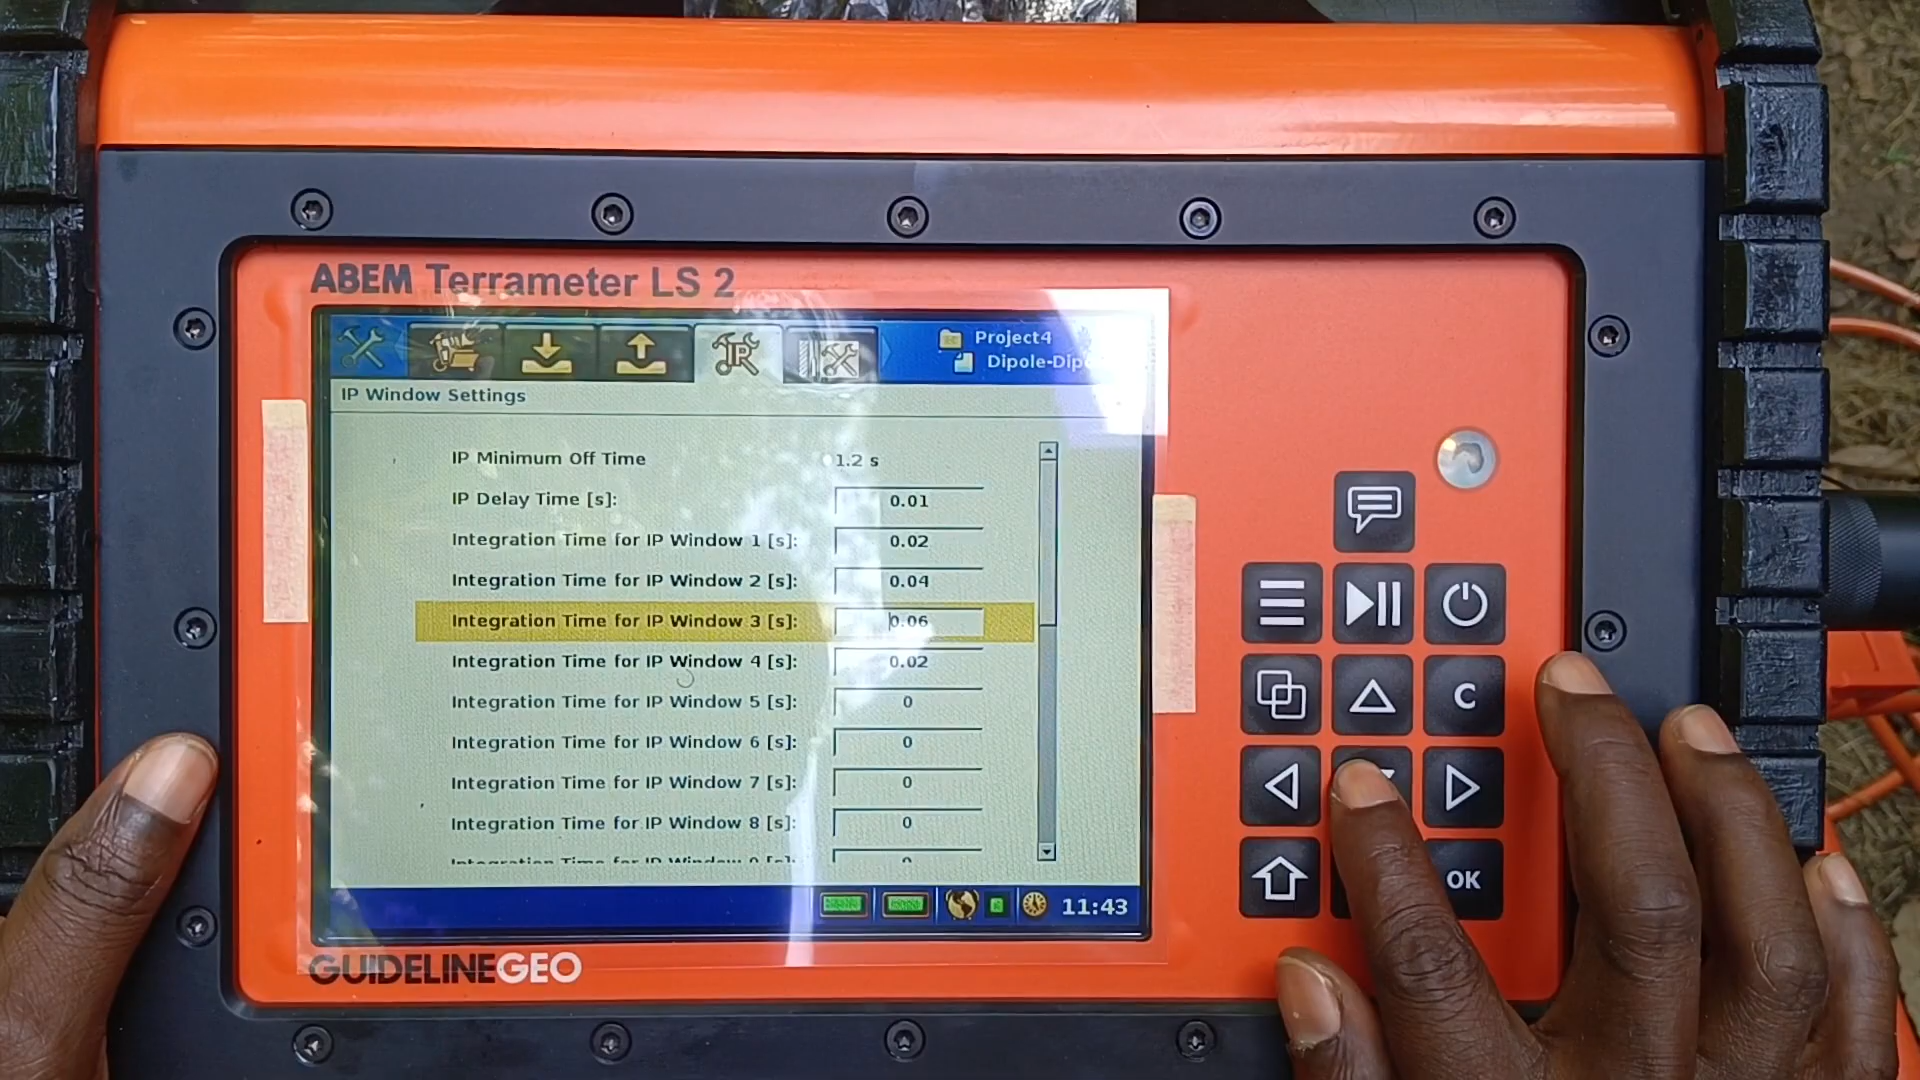 ABEM Terrameter LS 2
IP
Project4
Dipole-Dip
IP Window Settings
IP Minimum Off Time 1.2 s
IP Delay Time [s]: 0.01
Integration Time for IP Window 1 [s]: 0.02
Integration Time for IP Window 2 [s]: 0.04
Integration Time for IP Window 3 [s]: 0.06
Integration Time for IP Window 4 [s]: 0.02
Integration Time for IP Window 5 [s]: 0
Integration Time for IP Window 6 [s]: 0
Integration Time for IP Window 7 [s]: 0
Integration Time for IP Window 8 [s]: 0
11:43
GUIDELINEGEO
C
OK